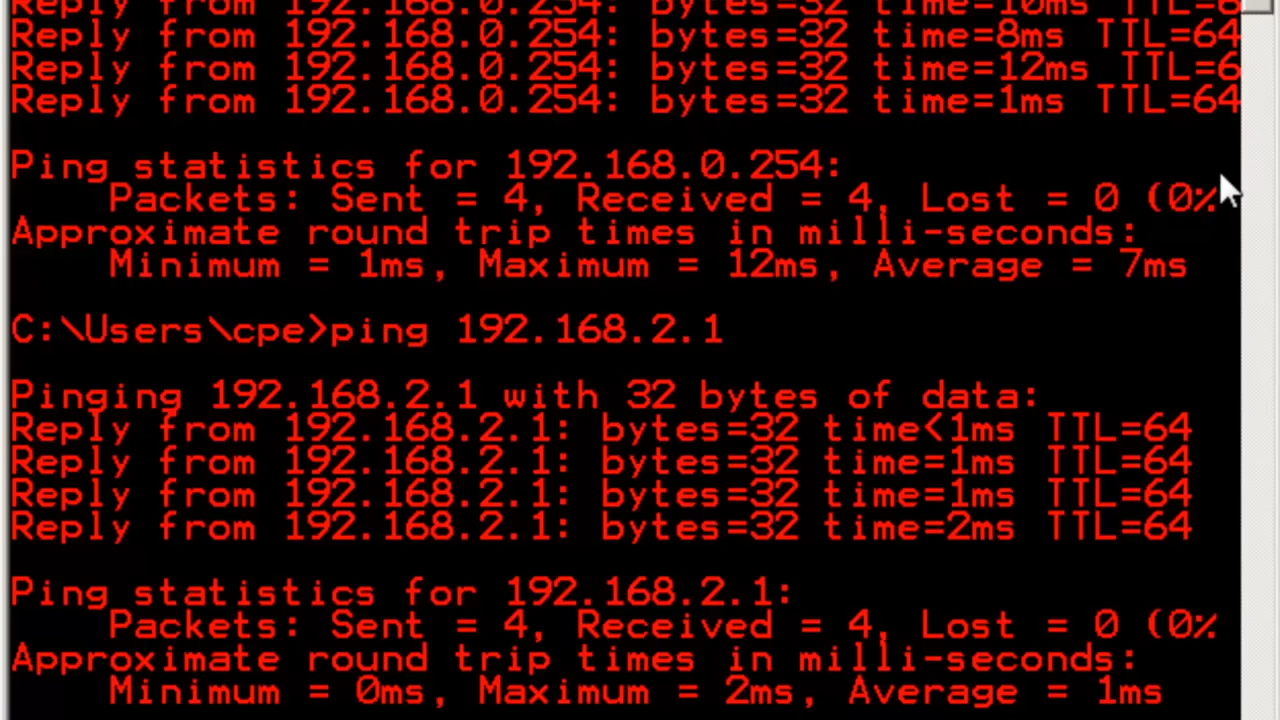 Reply from 192.168.0.254: bytes=32 time=10ms TTL=6
Reply from 192.168.0.254: bytes=32 time=8ms TTL=64
Reply from 192.168.0.254: bytes=32 time=12ms TTL=6
Reply from 192.168.0.254: bytes=32 time=1ms TTL=64
Ping statistics for 192.168.0.254:
Packets: Sent = 4, Received = 4, Lost = 0 (0%
Approximate round trip times in milli-seconds:
Minimum = 1ms, Maximum = 12ms, Average = 7ms
C:\Users\cpe>ping 192.168.2.1
Pinging 192.168.2.1 with 32 bytes of data:
Reply from 192.168.2.1: bytes=32 time<1ms TTL=64
Reply from 192.168.2.1: bytes=32 time=1ms TTL=64
Reply from 192.168.2.1: bytes=32 time=1ms TTL=64
Reply from 192.168.2.1: bytes=32 time=2ms TTL=64
Ping statistics for 192.168.2.1:
Packets: Sent = 4, Received = 4, Lost = 0 (0%
Approximate round trip times in milli-seconds:
Minimum = 0ms, Maximum = 2ms, Average = 1ms